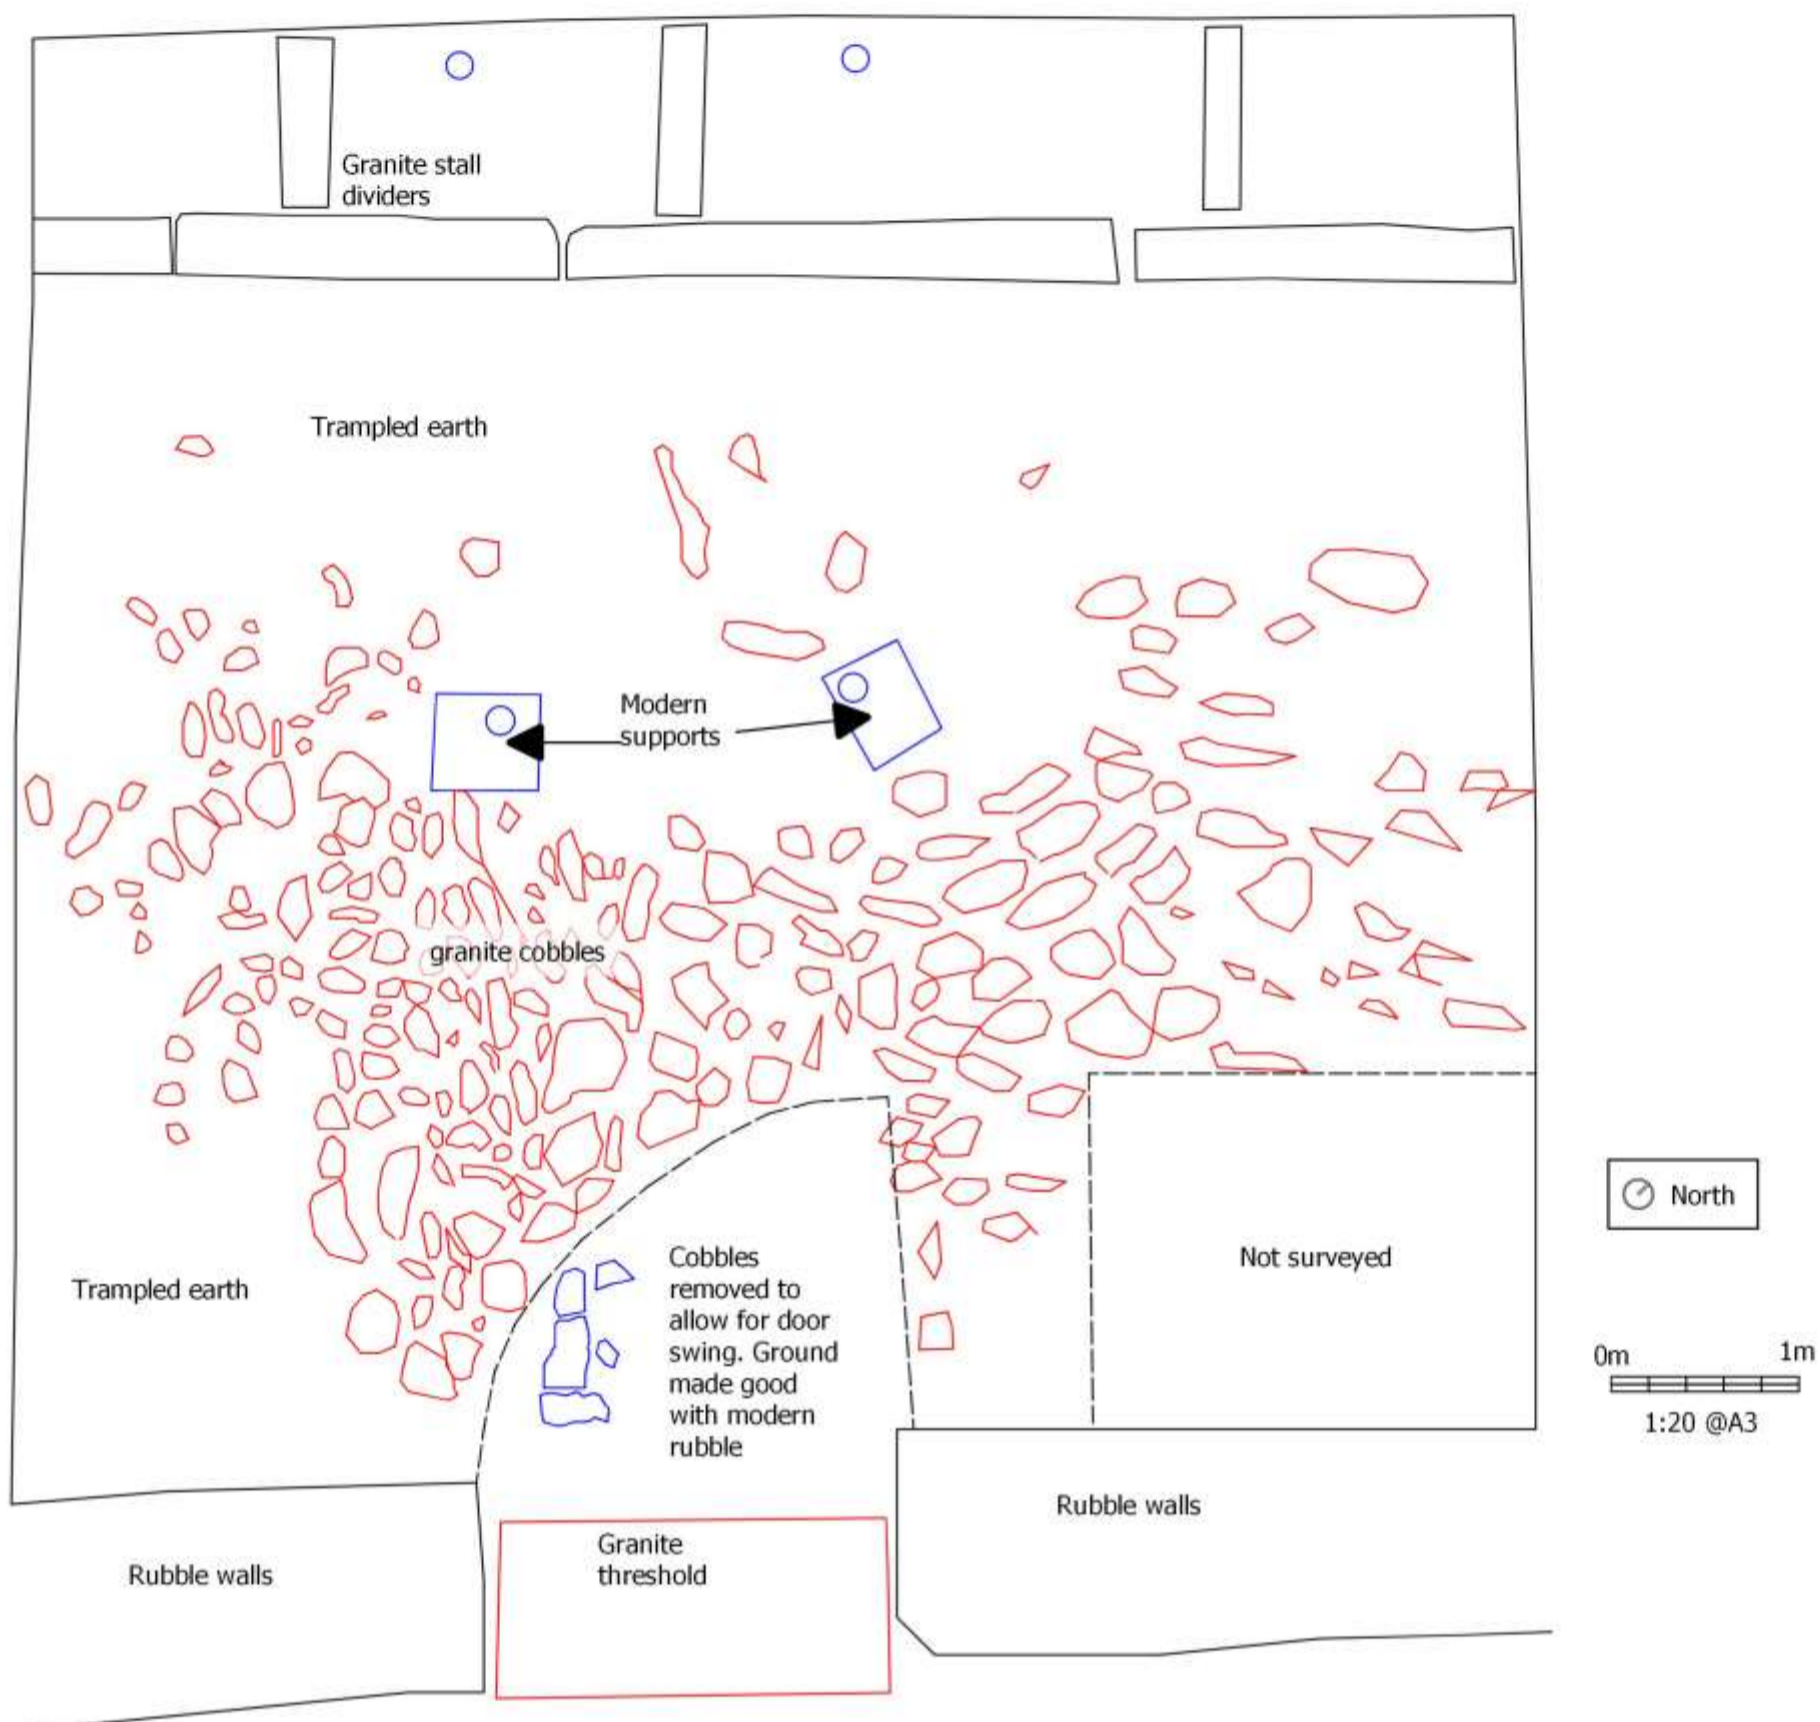 Granite stall
dividers
Trampled earth
Modern
supports
granite cobbles
North
Cobbles
removed to
allow for door
swing. Ground
made good
with modern
rubble
Not surveyed
Trampled earth
0m 1m
1:20 @A3
Rubble walls
Granite
threshold
Rubble walls